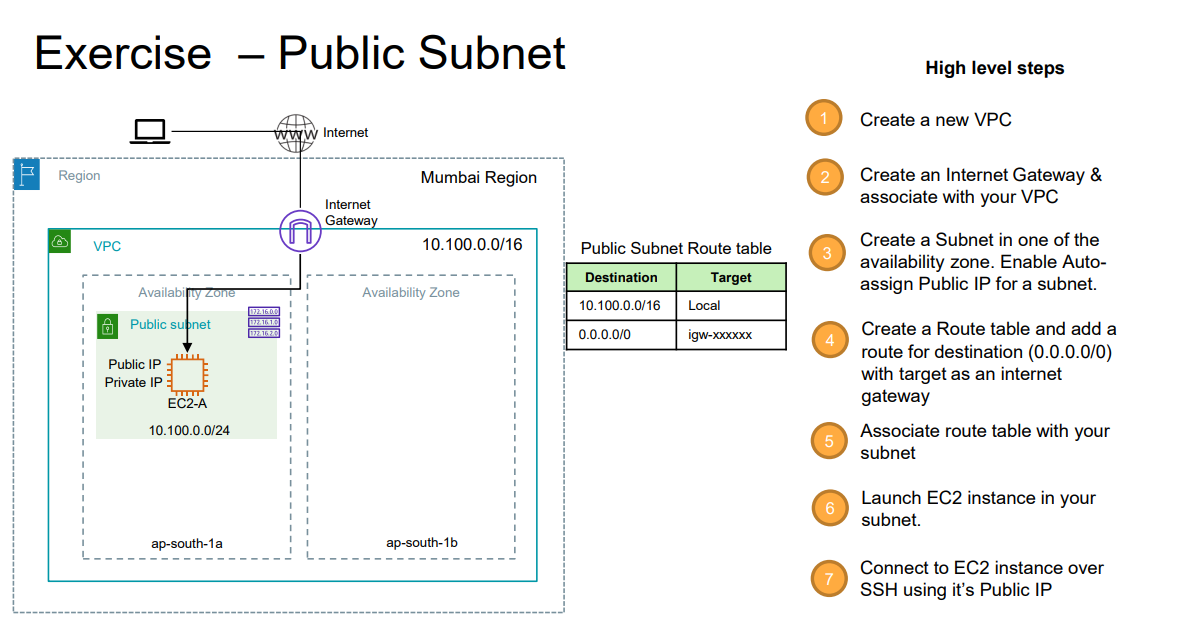 Exercise – Public Subnet
High level steps
WWW
Internet
Region
Mumbai Region
Internet
Gateway
VPC
10.100.0.0/16
Availability Zone
Availability Zone
Public subnet
172.16.0.0
172.16.1.0
172.16.2.0
Public IP
Private IP
EC2-A
10.100.0.0/24
ap-south-1a
ap-south-1b
Public Subnet Route table
Destination Target
10.100.0.0/16 Local
0.0.0.0/0 igw-xxxxxx
1 Create a new VPC
2 Create an Internet Gateway &
associate with your VPC
3 Create a Subnet in one of the
availability zone. Enable Auto-
assign Public IP for a subnet.
4 Create a Route table and add a
route for destination (0.0.0.0/0)
with target as an internet
gateway
5 Associate route table with your
subnet
6 Launch EC2 instance in your
subnet.
7 Connect to EC2 instance over
SSH using it's Public IP